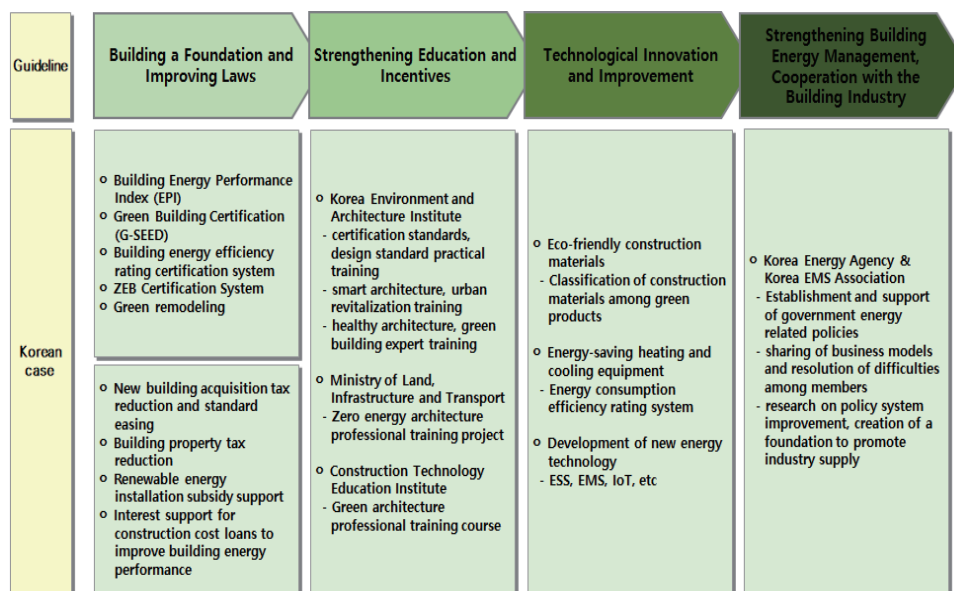 Guideline
Building a Foundation and
Improving Laws
Strengthening Education and
Incentives
Technological Innovation
and Improvement
Strengthening Building
Energy Management,
Cooperation with the
Building Industry
Korean
case
o Building Energy Performance
Index (EPI)
o Green Building Certification
(G-SEED)
o Building energy efficiency
rating certification system
o ZEB Certification System
o Green remodeling
o New building acquisition tax
reduction and standard
easing
o Building property tax
reduction
o Renewable energy
installation subsidy support
o Interest support for
construction cost loans to
improve building energy
performance
o Korea Environment and
Architecture Institute
- certification standards,
design standard practical
training
- smart architecture, urban
revitalization training
- healthy architecture, green
building expert training
o Ministry of Land,
Infrastructure and Transport
- Zero energy architecture
professional training project
o Construction Technology
Education Institute
- Green architecture
professional training course
o Eco-friendly construction
materials
- Classification of construction
materials among green
products
o Energy-saving heating and
cooling equipment
- Energy consumption
efficiency rating system
o Development of new energy
technology
- ESS, EMS, IoT, etc
o Korea Energy Agency &
Korea EMS Association
- Establishment and support
of government energy
related policies
- sharing of business models
and resolution of difficulties
among members
- research on policy system
improvement, creation of a
foundation to promote
industry supply